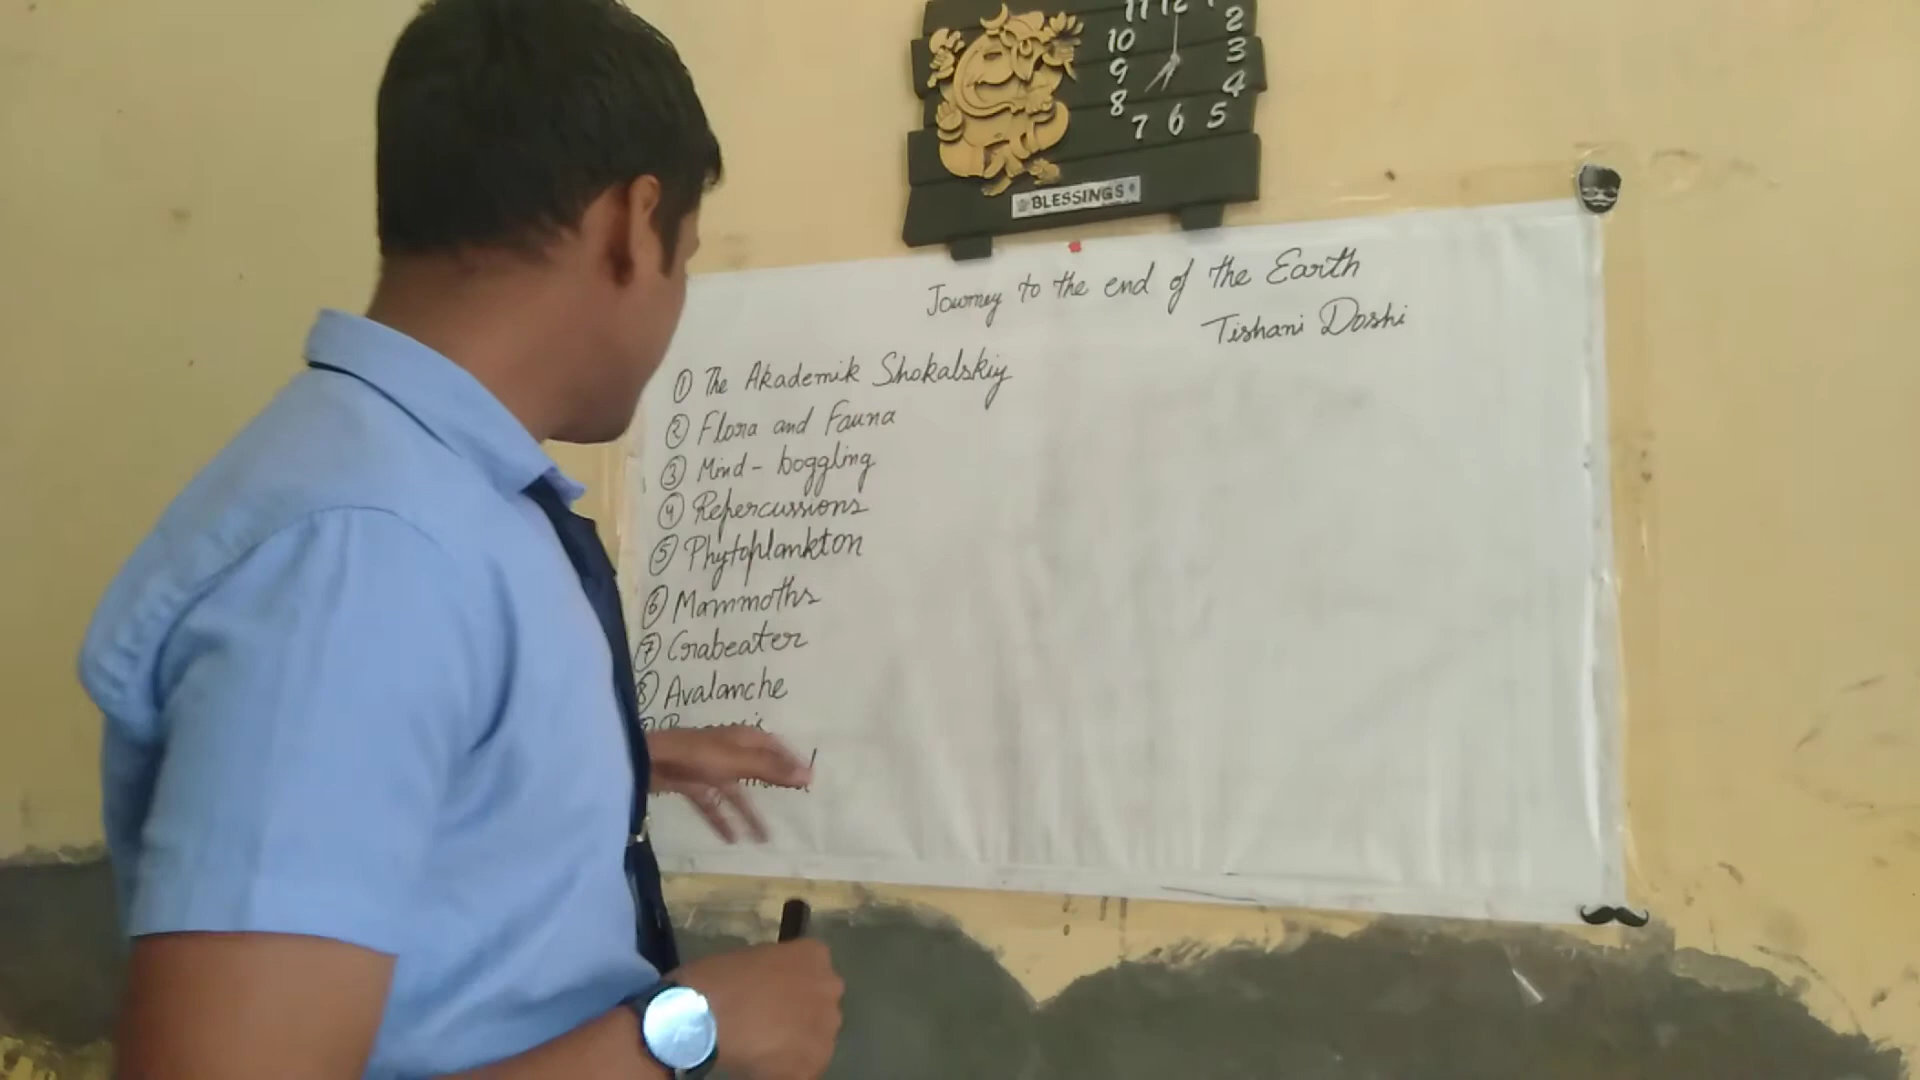 11 12 1
10 2
9 3
8 4
7 6 5
BLESSINGS
Journey to the end of the Earth
Tishani Doshi
① The Akademik Shokalskiy
② Flora and Fauna
③ Mind-boggling
④ Repercussions
⑤ Phytoplankton
⑥ Mammoths
⑦ Crabeater
⑧ Avalanche